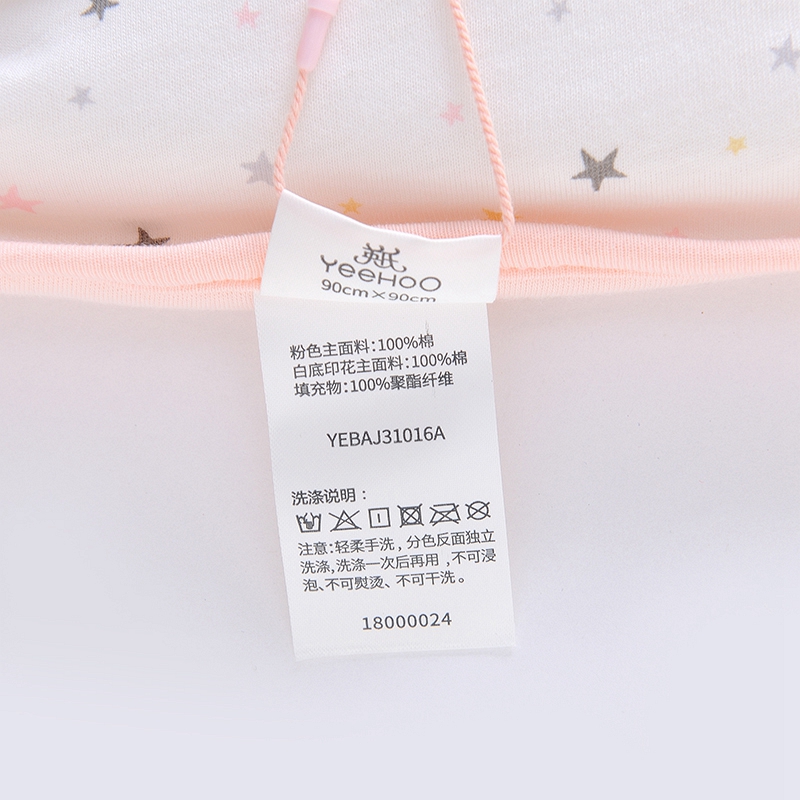 英氏
YeeHOO
90cm×90cm
粉色主面料:100%棉
白底印花主面料:100%棉
填充物:100%聚酯纤维
YEBAJ31016A
洗涤说明：
注意:轻柔手洗，分色反面独立
洗涤,洗涤一次后再用，不可浸
泡、不可熨烫、不可干洗。
18000024